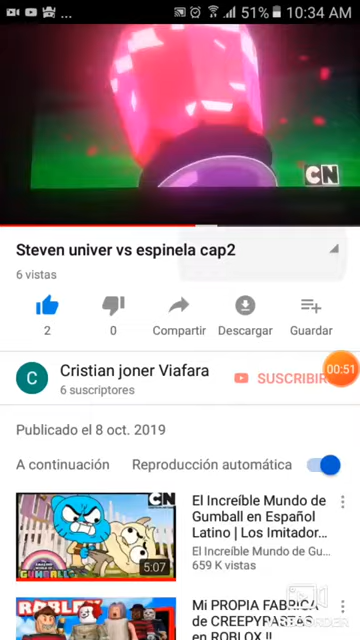 ... 51% 10:34 AM
CN
Steven univer vs espinela cap2
6 vistas
2 0 Compartir Descargar Guardar
C Cristian joner Viafara SUSCRIBIR 00:51
6 suscriptores
Publicado el 8 oct. 2019
A continuación Reproducción automática
CN
GUMBALL
5:07
El Increíble Mundo de
Gumball en Español
Latino | Los Imitador...
El Increíble Mundo de Gu...
659 K vistas
ROBLOX
Mi PROPIA FABRICA
de CREEPYPASTAS
en ROBLOX !!